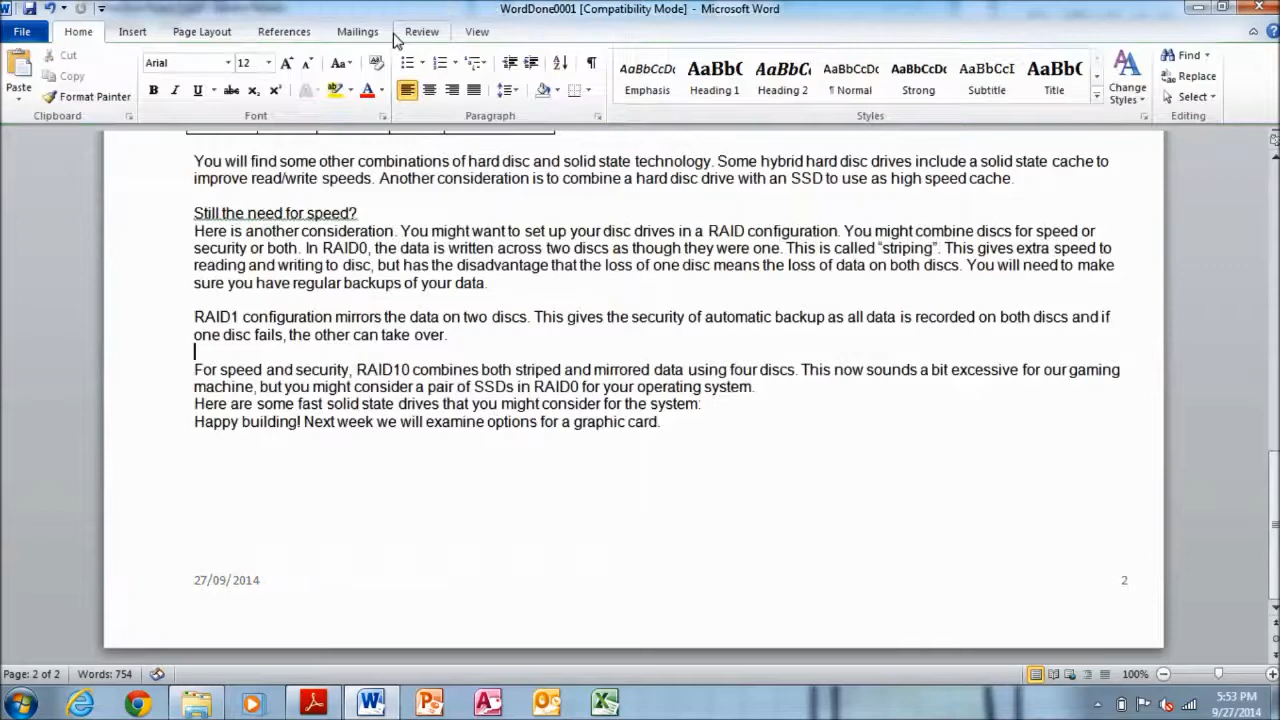 WordDone0001 [Compatibility Mode] - Microsoft Word
File Home Insert Page Layout References Mailings Review View
Paste
Cut
Copy
Format Painter
Clipboard
Arial 12
Font
Paragraph
AaBbCcDc AaBb( AaBbC AaBbCcDc AaBbCcDc AaBbCcI AaBb(
Emphasis Heading 1 Heading 2 ¶ Normal Strong Subtitle Title
Change
Styles
Styles
Find
Replace
Select
Editing
You will find some other combinations of hard disc and solid state technology. Some hybrid hard disc drives include a solid state cache to
improve read/write speeds. Another consideration is to combine a hard disc drive with an SSD to use as high speed cache.
Still the need for speed?
Here is another consideration. You might want to set up your disc drives in a RAID configuration. You might combine discs for speed or
security or both. In RAID0, the data is written across two discs as though they were one. This is called “striping”. This gives extra speed to
reading and writing to disc, but has the disadvantage that the loss of one disc means the loss of data on both discs. You will need to make
sure you have regular backups of your data.
RAID1 configuration mirrors the data on two discs. This gives the security of automatic backup as all data is recorded on both discs and if
one disc fails, the other can take over.
For speed and security, RAID10 combines both striped and mirrored data using four discs. This now sounds a bit excessive for our gaming
machine, but you might consider a pair of SSDs in RAID0 for your operating system.
Here are some fast solid state drives that you might consider for the system:
Happy building! Next week we will examine options for a graphic card.
27/09/2014 2
Page: 2 of 2 Words: 754 100%
5:53 PM
9/27/2014